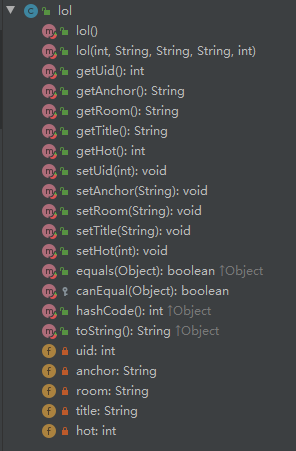 lol
lol()
lol(int, String, String, String, int)
getUid(): int
getAnchor(): String
getRoom(): String
getTitle(): String
getHot(): int
setUid(int): void
setAnchor(String): void
setRoom(String): void
setTitle(String): void
setHot(int): void
equals(Object): boolean ↑Object
canEqual(Object): boolean
hashCode(): int ↑Object
toString(): String ↑Object
uid: int
anchor: String
room: String
title: String
hot: int